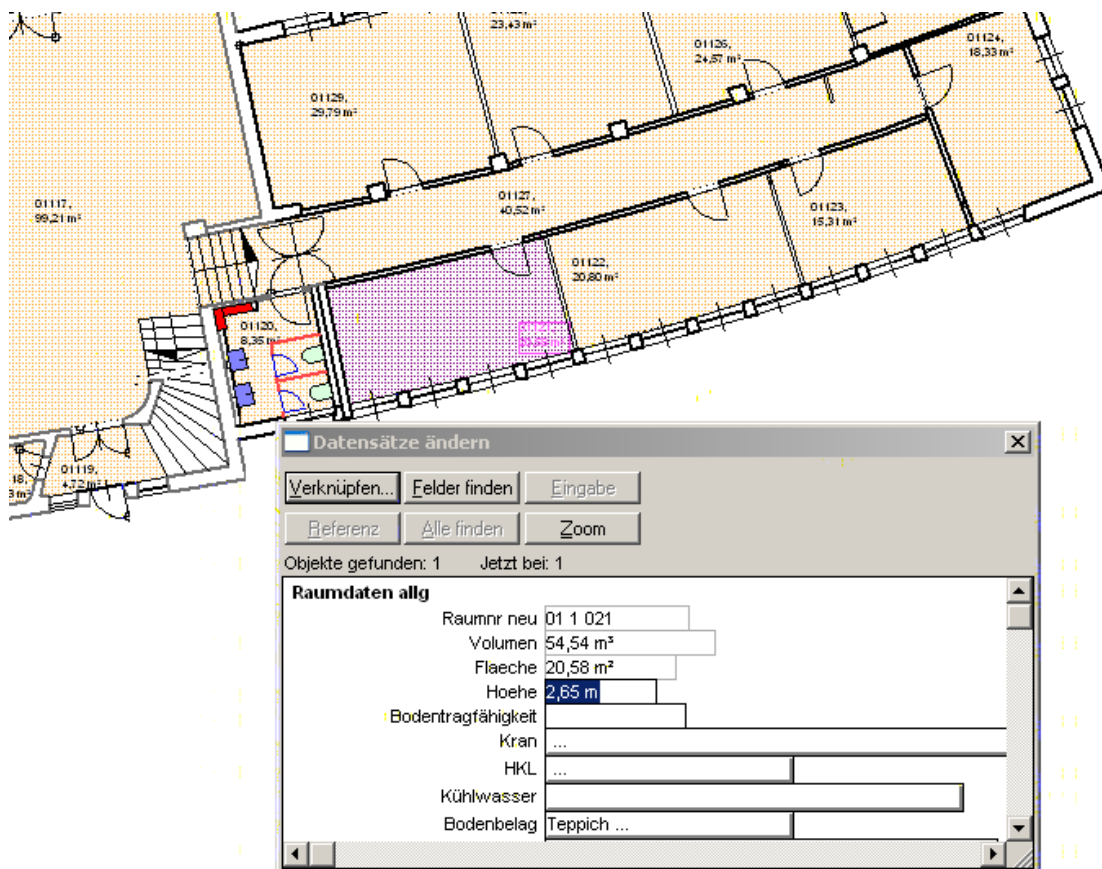 23,43 m²
01126,
24,57 m²
01124,
18,33 m²
01129,
29,79 m²
01117,
99,21 m²
01127,
40,52 m²
01123,
15,31 m²
01122,
20,80 m²
01120,
8,35 m²
01119,
4,72 m²
18,
3 m²
Datensätze ändern
Verknüpfen... Felder finden Eingabe
Referenz Alle finden Zoom
Objekte gefunden: 1 Jetzt bei: 1
Raumdaten allg
Raumnr neu 01 1 021
Volumen 54,54 m³
Flaeche 20,58 m²
Hoehe 2,65 m
Bodentragfähigkeit
Kran ...
HKL ...
Kühlwasser
Bodenbelag Teppich ...